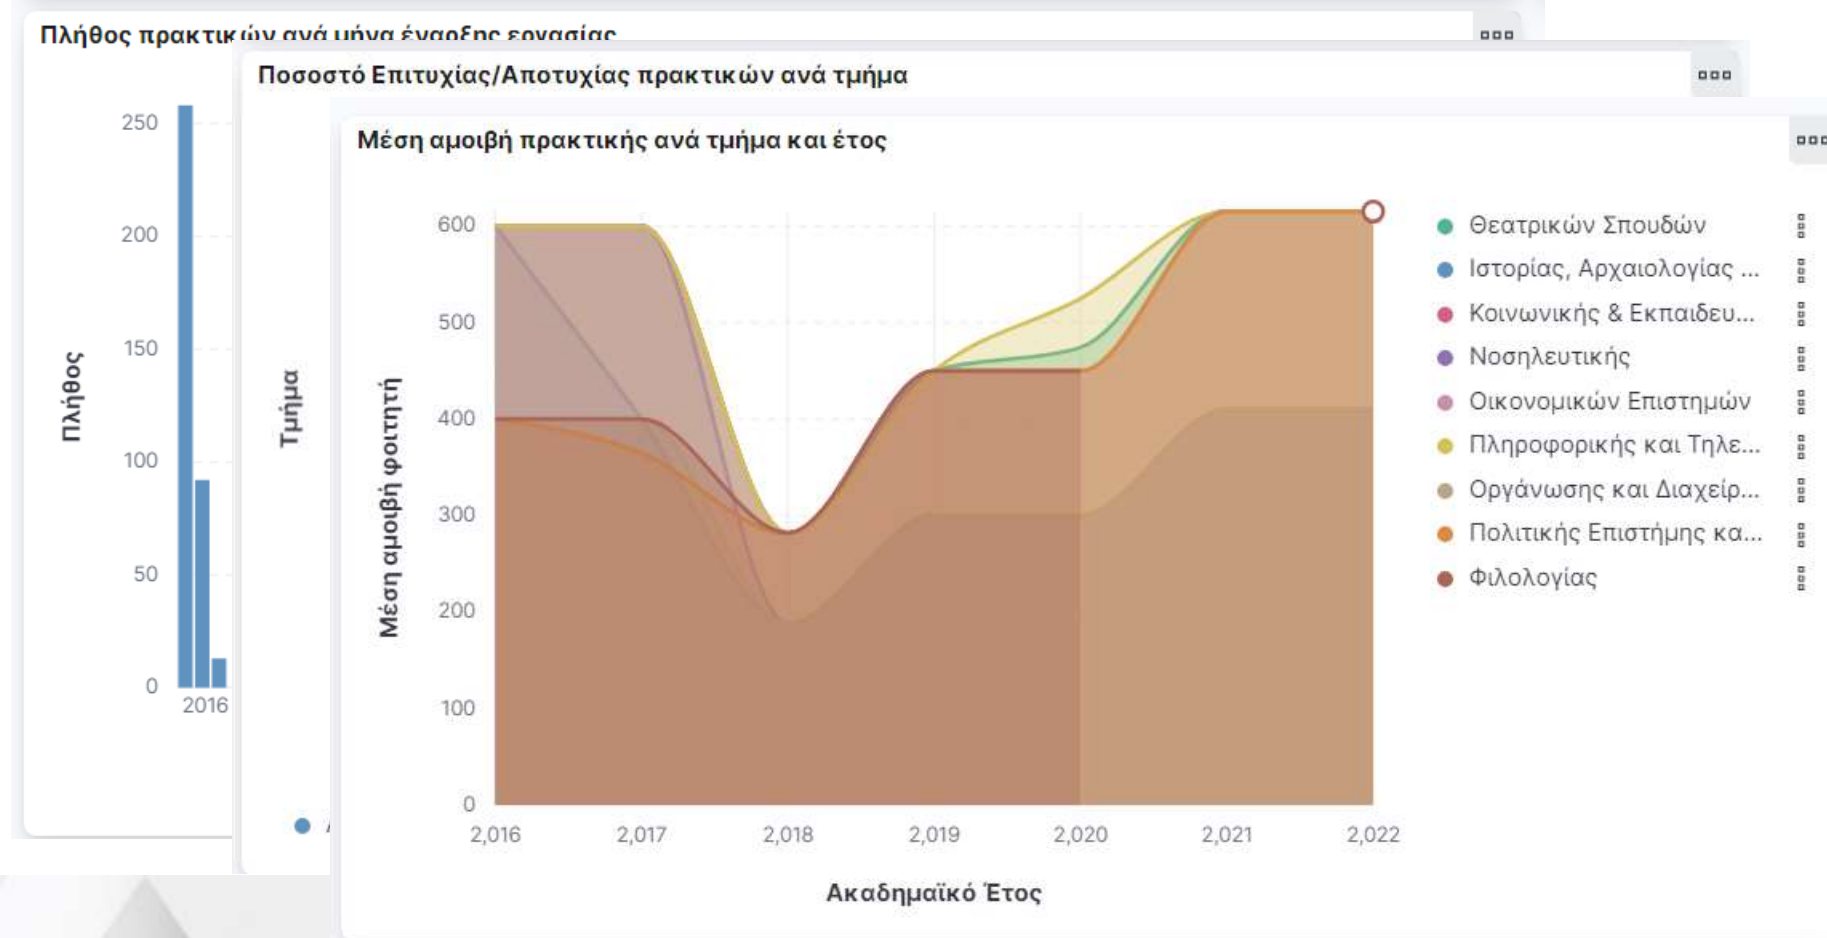 Πλήθος πρακτικών ανά μήνα έναρξης εργασίας
Ποσοστό Επιτυχίας/Αποτυχίας πρακτικών ανά τμήμα
Μέση αμοιβή πρακτικής ανά τμήμα και έτος
Πλήθος
250
200
150
100
50
0
2016
Τμήμα
Μέση αμοιβή φοιτητή
600
500
400
300
200
100
0
2,016
2,017
2,018
2,019
2,020
2,021
2,022
Ακαδημαϊκό Έτος
Θεατρικών Σπουδών
Ιστορίας, Αρχαιολογίας ...
Κοινωνικής & Εκπαιδευ...
Νοσηλευτικής
Οικονομικών Επιστημών
Πληροφορικής και Τηλε...
Οργάνωσης και Διαχείρ...
Πολιτικής Επιστήμης κα...
Φιλολογίας